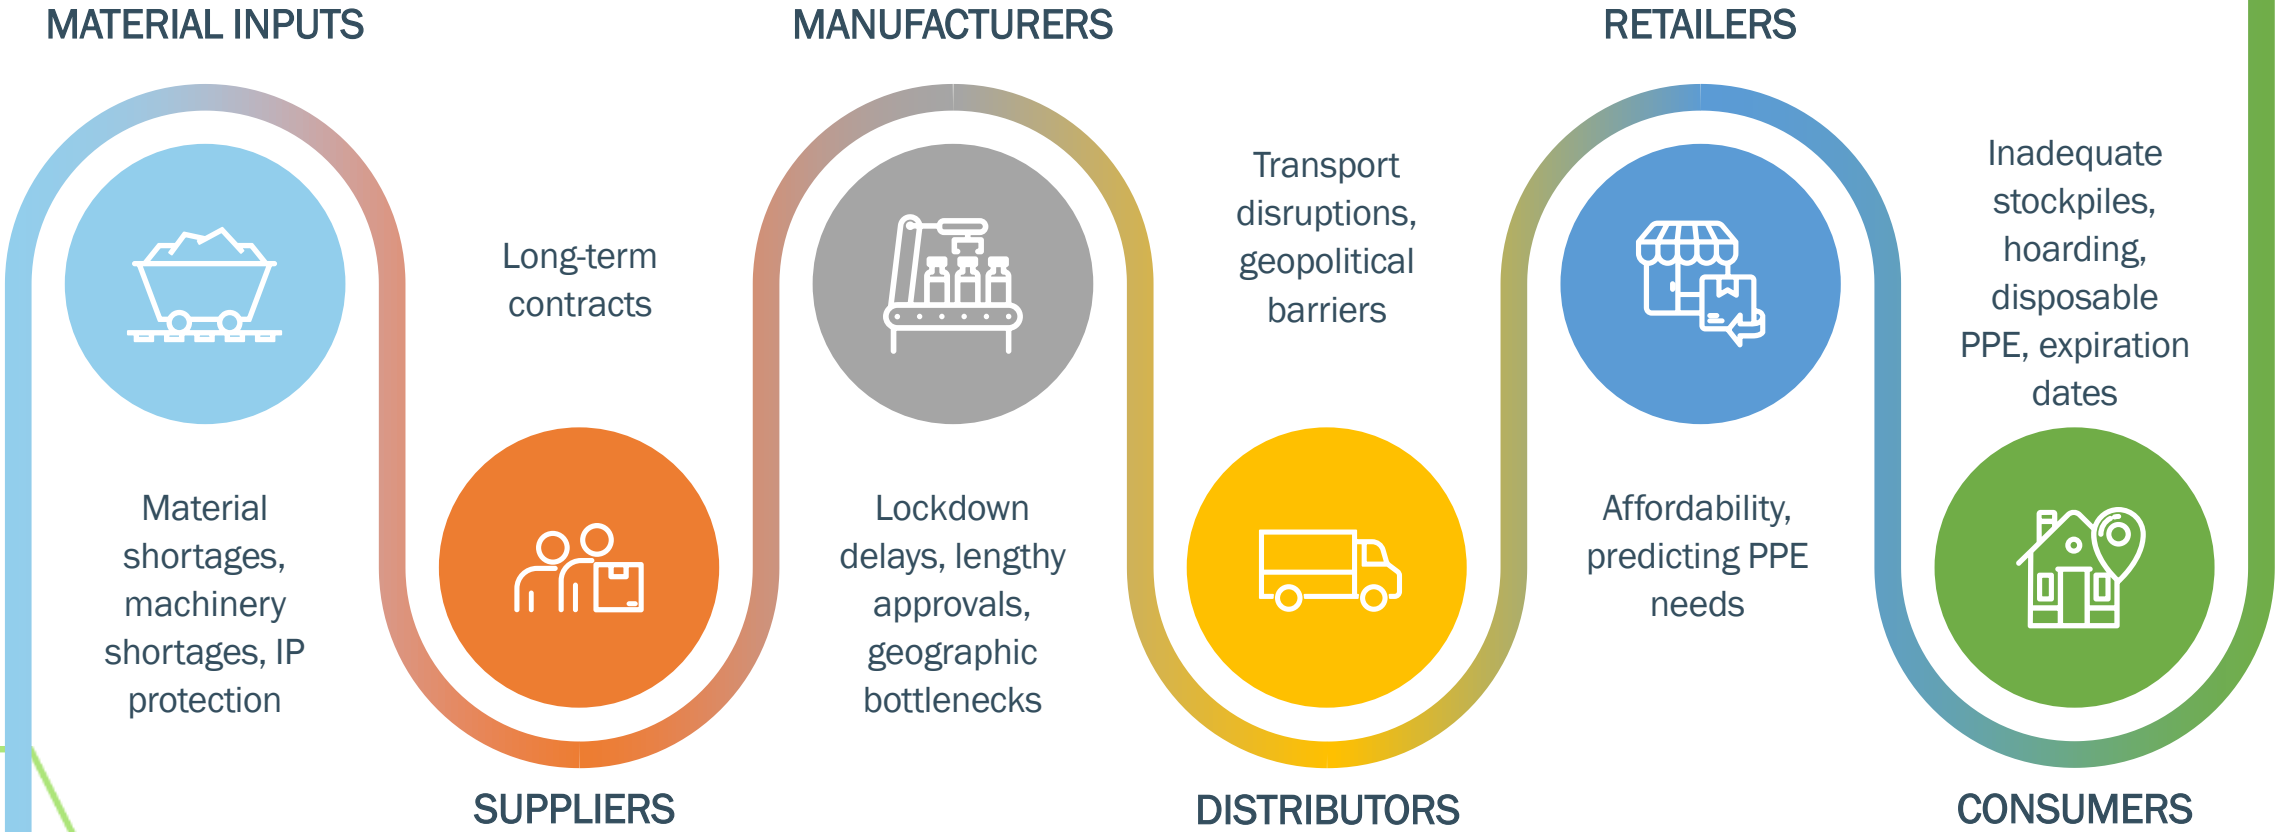 MATERIAL INPUTS
Material
shortages,
machinery
shortages, IP
protection
Long-term
contracts
SUPPLIERS
MANUFACTURERS
Lockdown
delays, lengthy
approvals,
geographic
bottlenecks
Transport
disruptions,
geopolitical
barriers
DISTRIBUTORS
RETAILERS
Affordability,
predicting PPE
needs
Inadequate
stockpiles,
hoarding,
disposable
PPE, expiration
dates
CONSUMERS